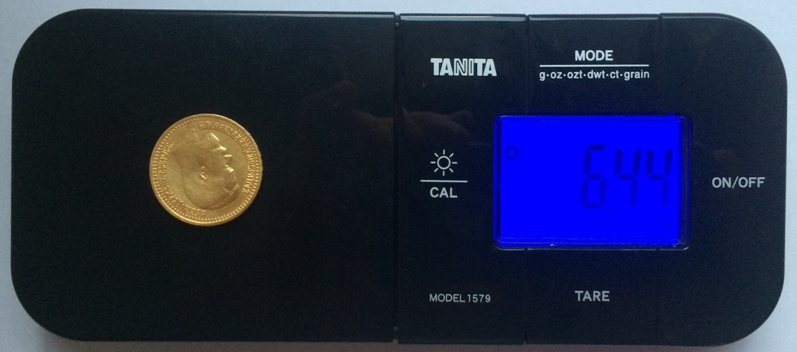 TANITA
MODE
g·oz·ozt·dwt·ct·grain
6.44
CAL
ON/OFF
MODEL 1579
TARE